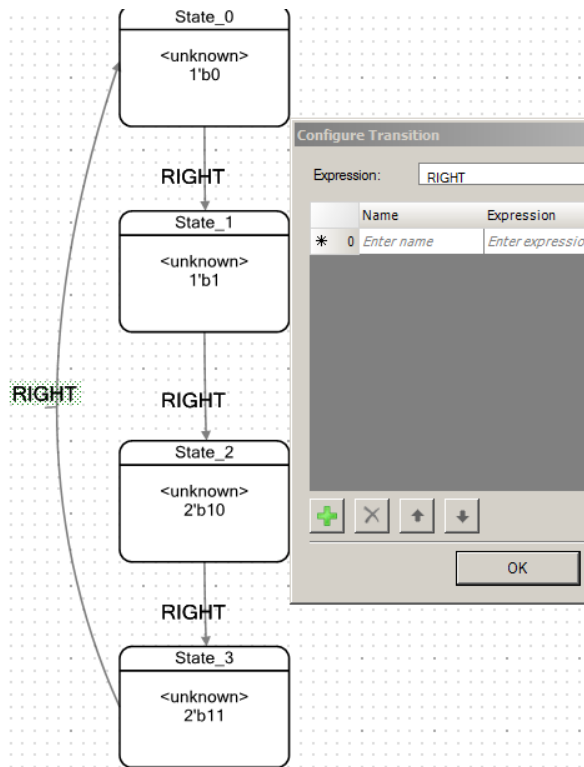 State_0
<unknown>
1'b0
RIGHT
State_1
<unknown>
1'b1
RIGHT
RIGHT
State_2
<unknown>
2'b10
RIGHT
State_3
<unknown>
2'b11
Configure Transition
Expression: RIGHT
Name Expression
0 Enter name Enter expressio
OK